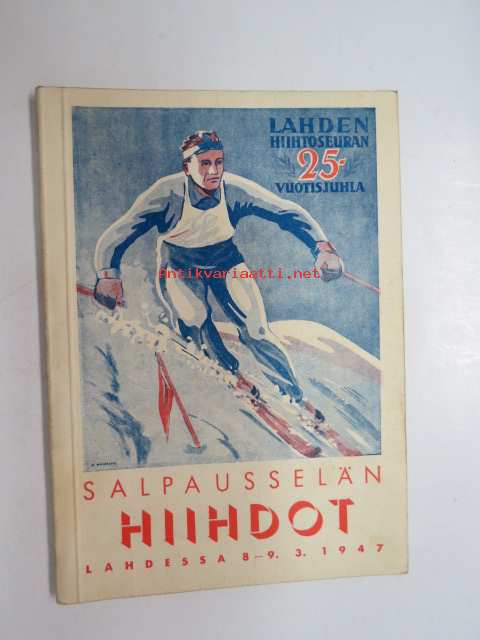 LAHDEN
HIIHTOSEURAN
25-
VUOTISJUHLA
Antikvariaatti.net
SALPAUSSELÄN
HIIHDOT
LAHDESSA 8–9. 3. 1947